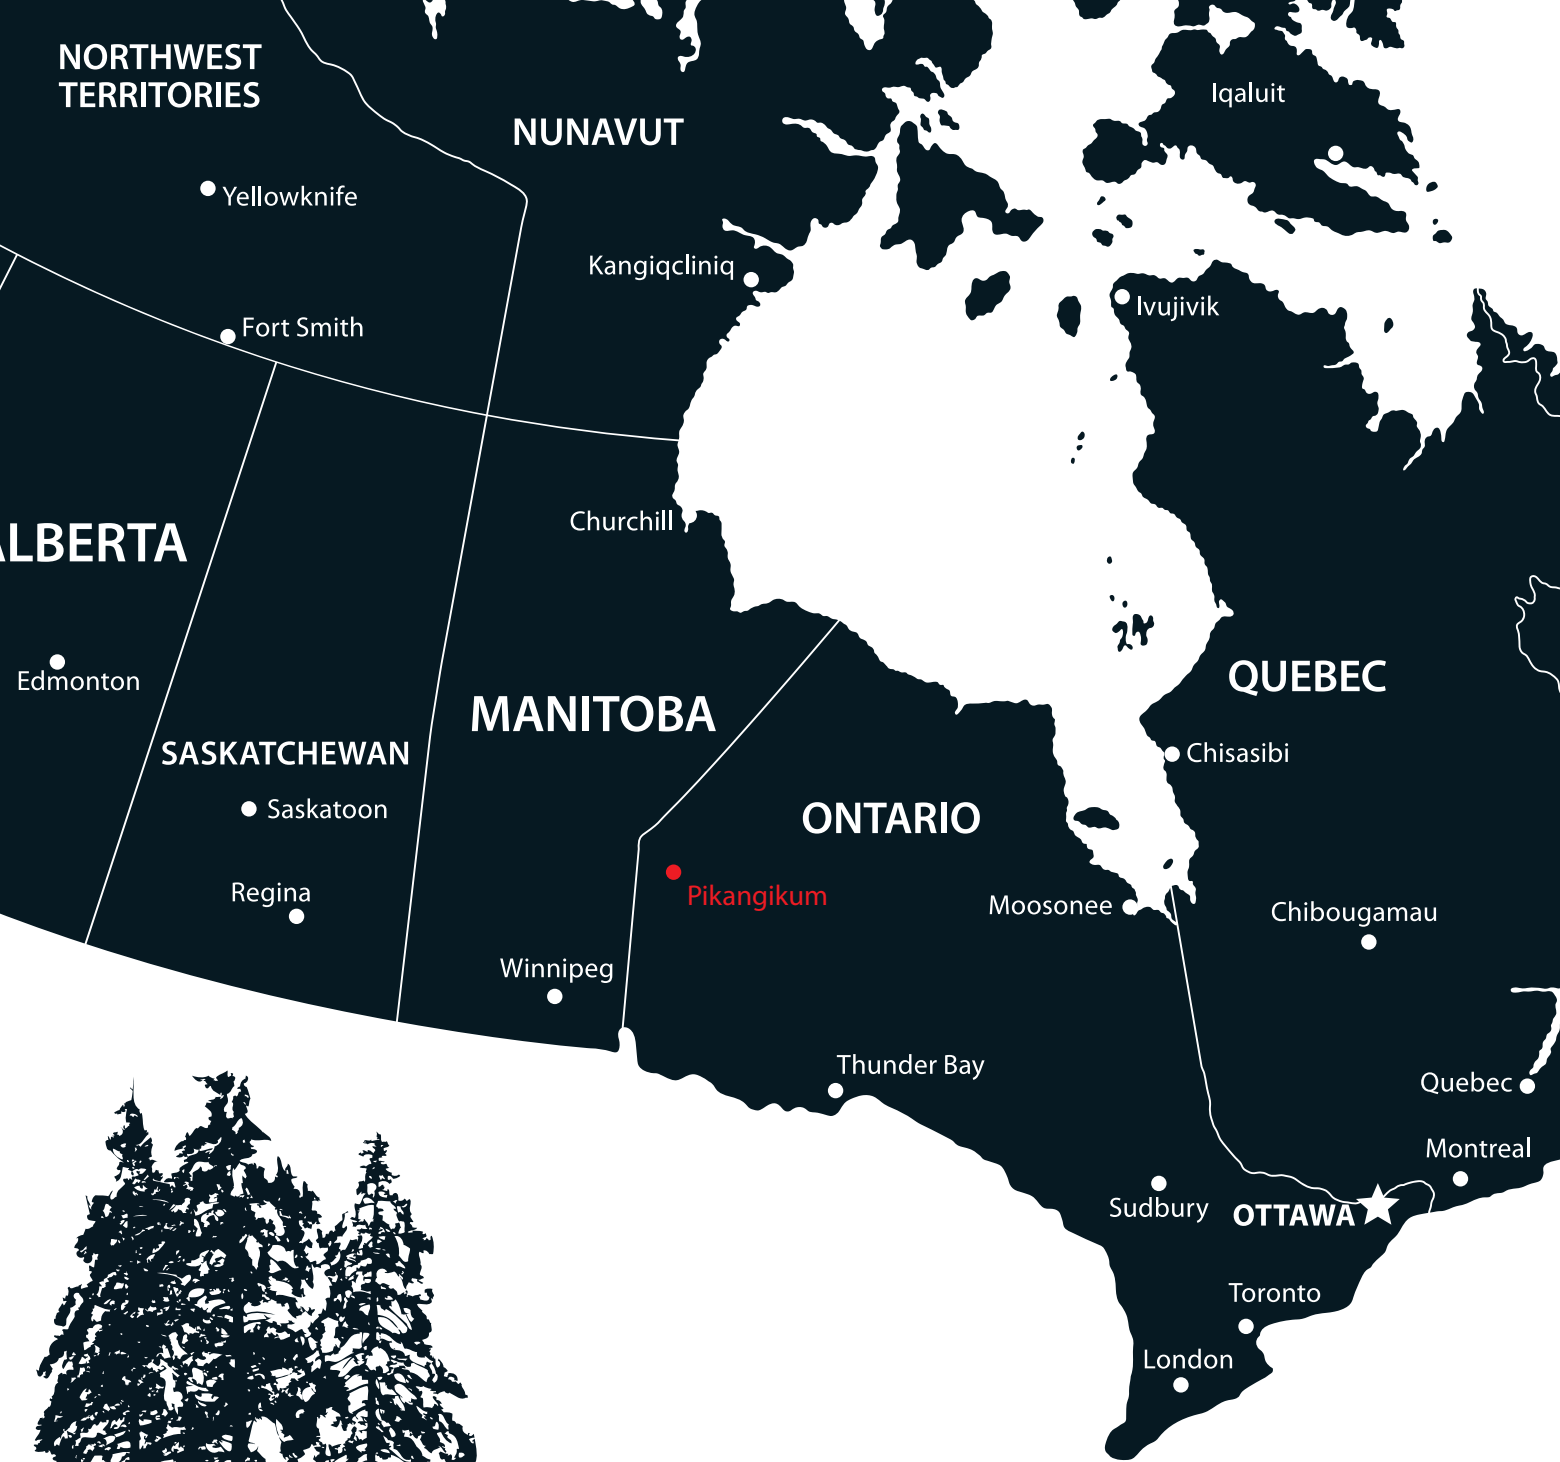 NORTHWEST
TERRITORIES
Iqaluit
NUNAVUT
Yellowknife
Kangiqcliniq
Ivujivik
Fort Smith
Churchill
LBERTA
Edmonton
QUEBEC
MANITOBA
SASKATCHEWAN
Chisasibi
Saskatoon
ONTARIO
Regina
Pikangikum
Moosonee
Chibougamau
Winnipeg
Thunder Bay
Quebec
Montreal
Sudbury
OTTAWA
Toronto
London